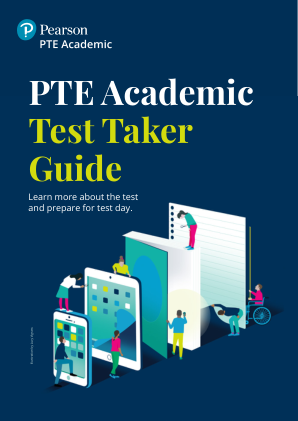 Pearson
PTE Academic
PTE Academic
Test Taker
Guide
Learn more about the test
and prepare for test day.